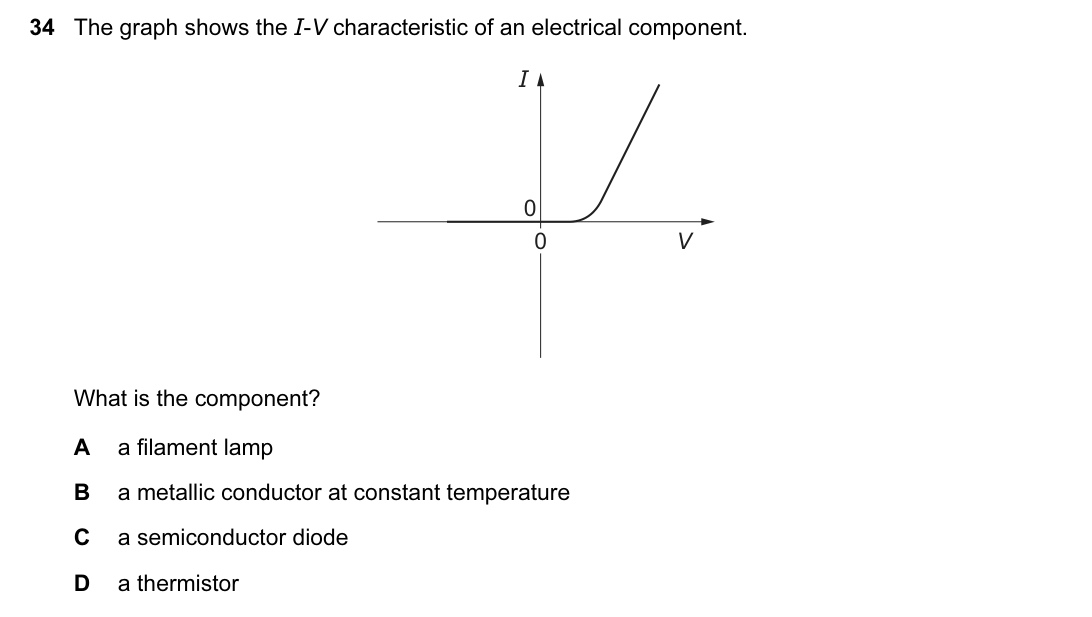 34 The graph shows the I-V characteristic of an electrical component.
I
0
0
V
What is the component?
A a filament lamp
B a metallic conductor at constant temperature
C a semiconductor diode
D a thermistor